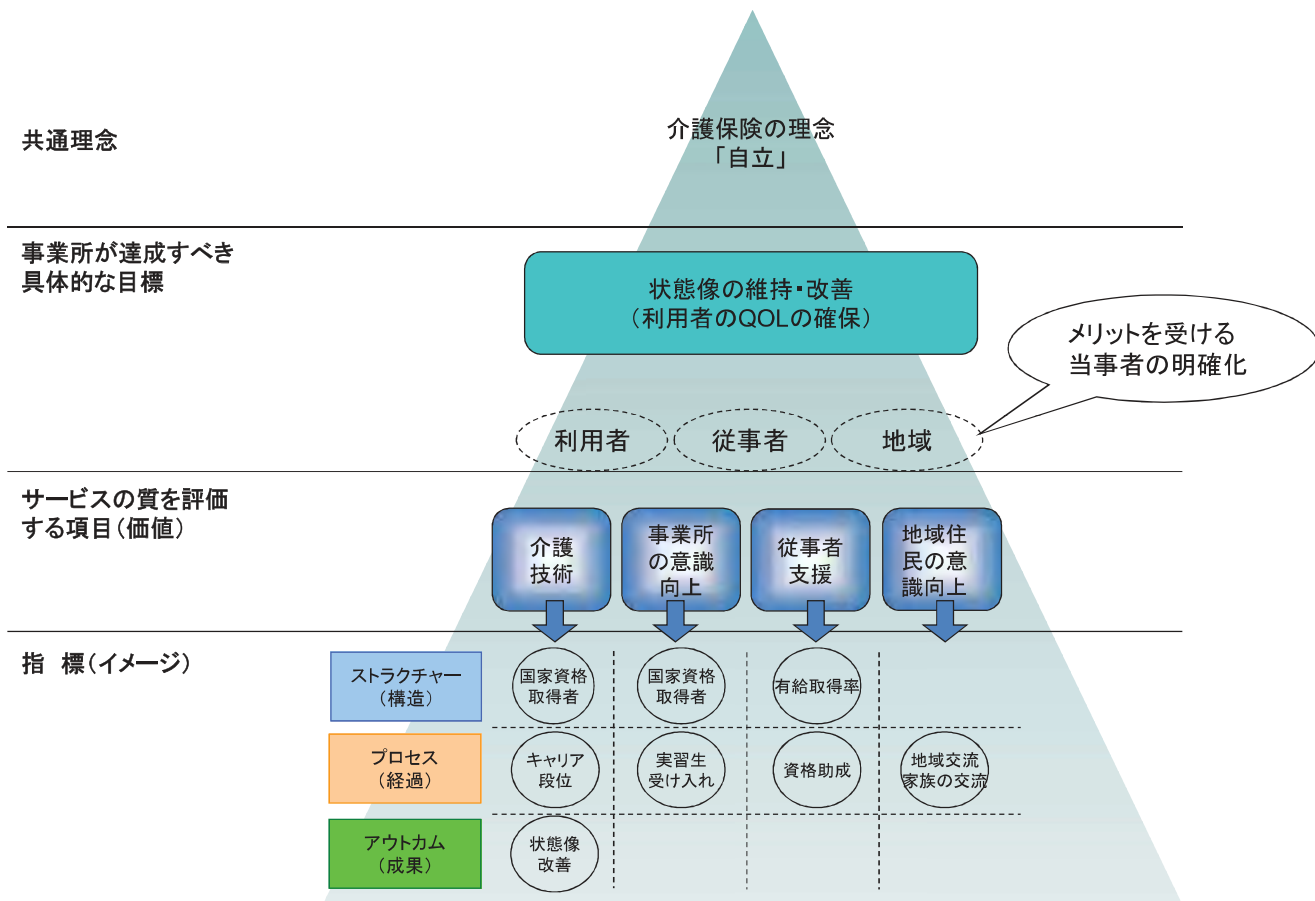 共通理念
介護保険の理念
「自立」
事業所が達成すべき
具体的な目標
状態像の維持・改善
(利用者のQOLの確保)
メリットを受ける
当事者の明確化
利用者
従事者
地域
サービスの質を評価
する項目(価値)
介護
技術
事業所
の意識
向上
従事者
支援
地域住
民の意
識向上
指 標(イメージ)
ストラクチャー
(構造)
国家資格
取得者
国家資格
取得者
有給取得率
プロセス
(経過)
キャリア
段位
実習生
受け入れ
資格助成
地域交流
家族の交流
アウトカム
(成果)
状態像
改善